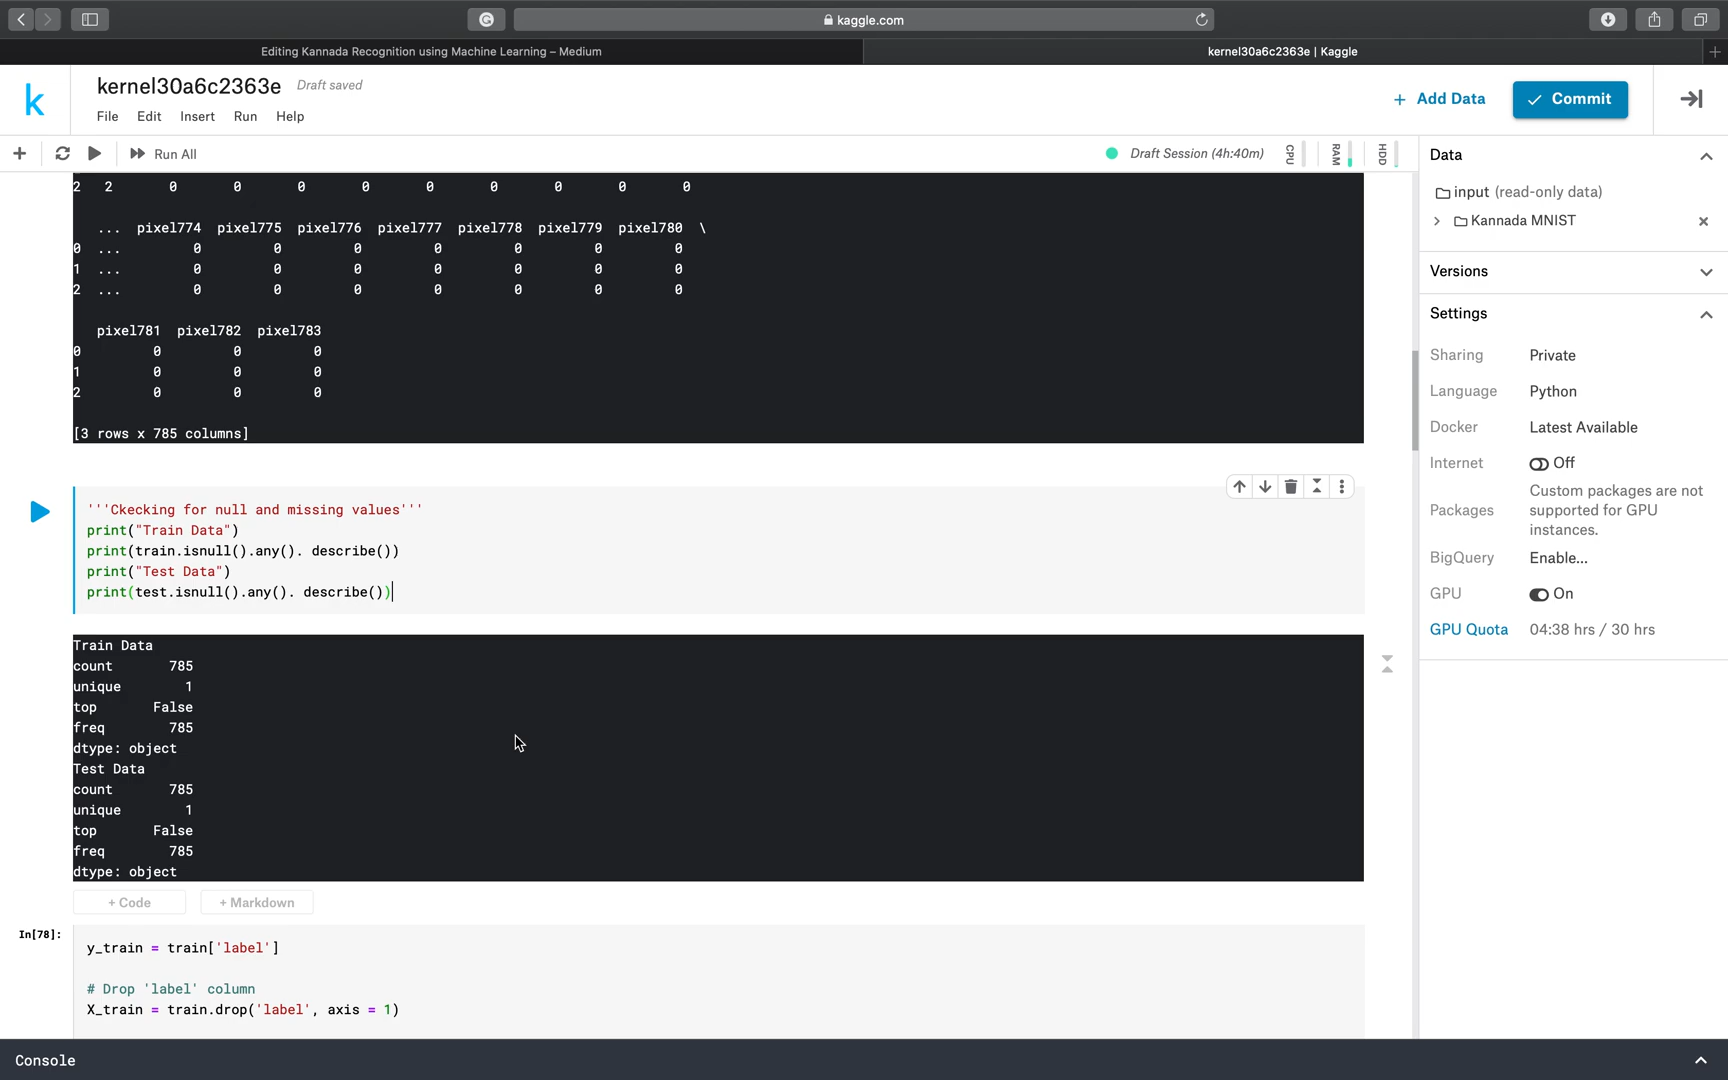 kaggle.com
Editing Kannada Recognition using Machine Learning – Medium
kernel30a6c2363e | Kaggle
k
kernel30a6c2363e Draft saved
File Edit Insert Run Help
+ Add Data
Commit
Run All
Draft Session (4h:40m)
CPU
RAM
HDD
2 2 0 0 0 0 0 0 0 0 0
... pixel774 pixel775 pixel776 pixel777 pixel778 pixel779 pixel780 \
0 ... 0 0 0 0 0 0 0
1 ... 0 0 0 0 0 0 0
2 ... 0 0 0 0 0 0 0
pixel781 pixel782 pixel783
0 0 0 0
1 0 0 0
2 0 0 0
[3 rows x 785 columns]
'''Ckecking for null and missing values'''
print("Train Data")
print(train.isnull().any(). describe())
print("Test Data")
print(test.isnull().any(). describe())
Train Data
count 785
unique 1
top False
freq 785
dtype: object
Test Data
count 785
unique 1
top False
freq 785
dtype: object
+ Code
+ Markdown
In[78]:
y_train = train['label']
# Drop 'label' column
X_train = train.drop('label', axis = 1)
Console
Data
input (read-only data)
Kannada MNIST
Versions
Settings
Sharing Private
Language Python
Docker Latest Available
Internet Off
Packages Custom packages are not
supported for GPU
instances.
BigQuery Enable...
GPU On
GPU Quota 04:38 hrs / 30 hrs